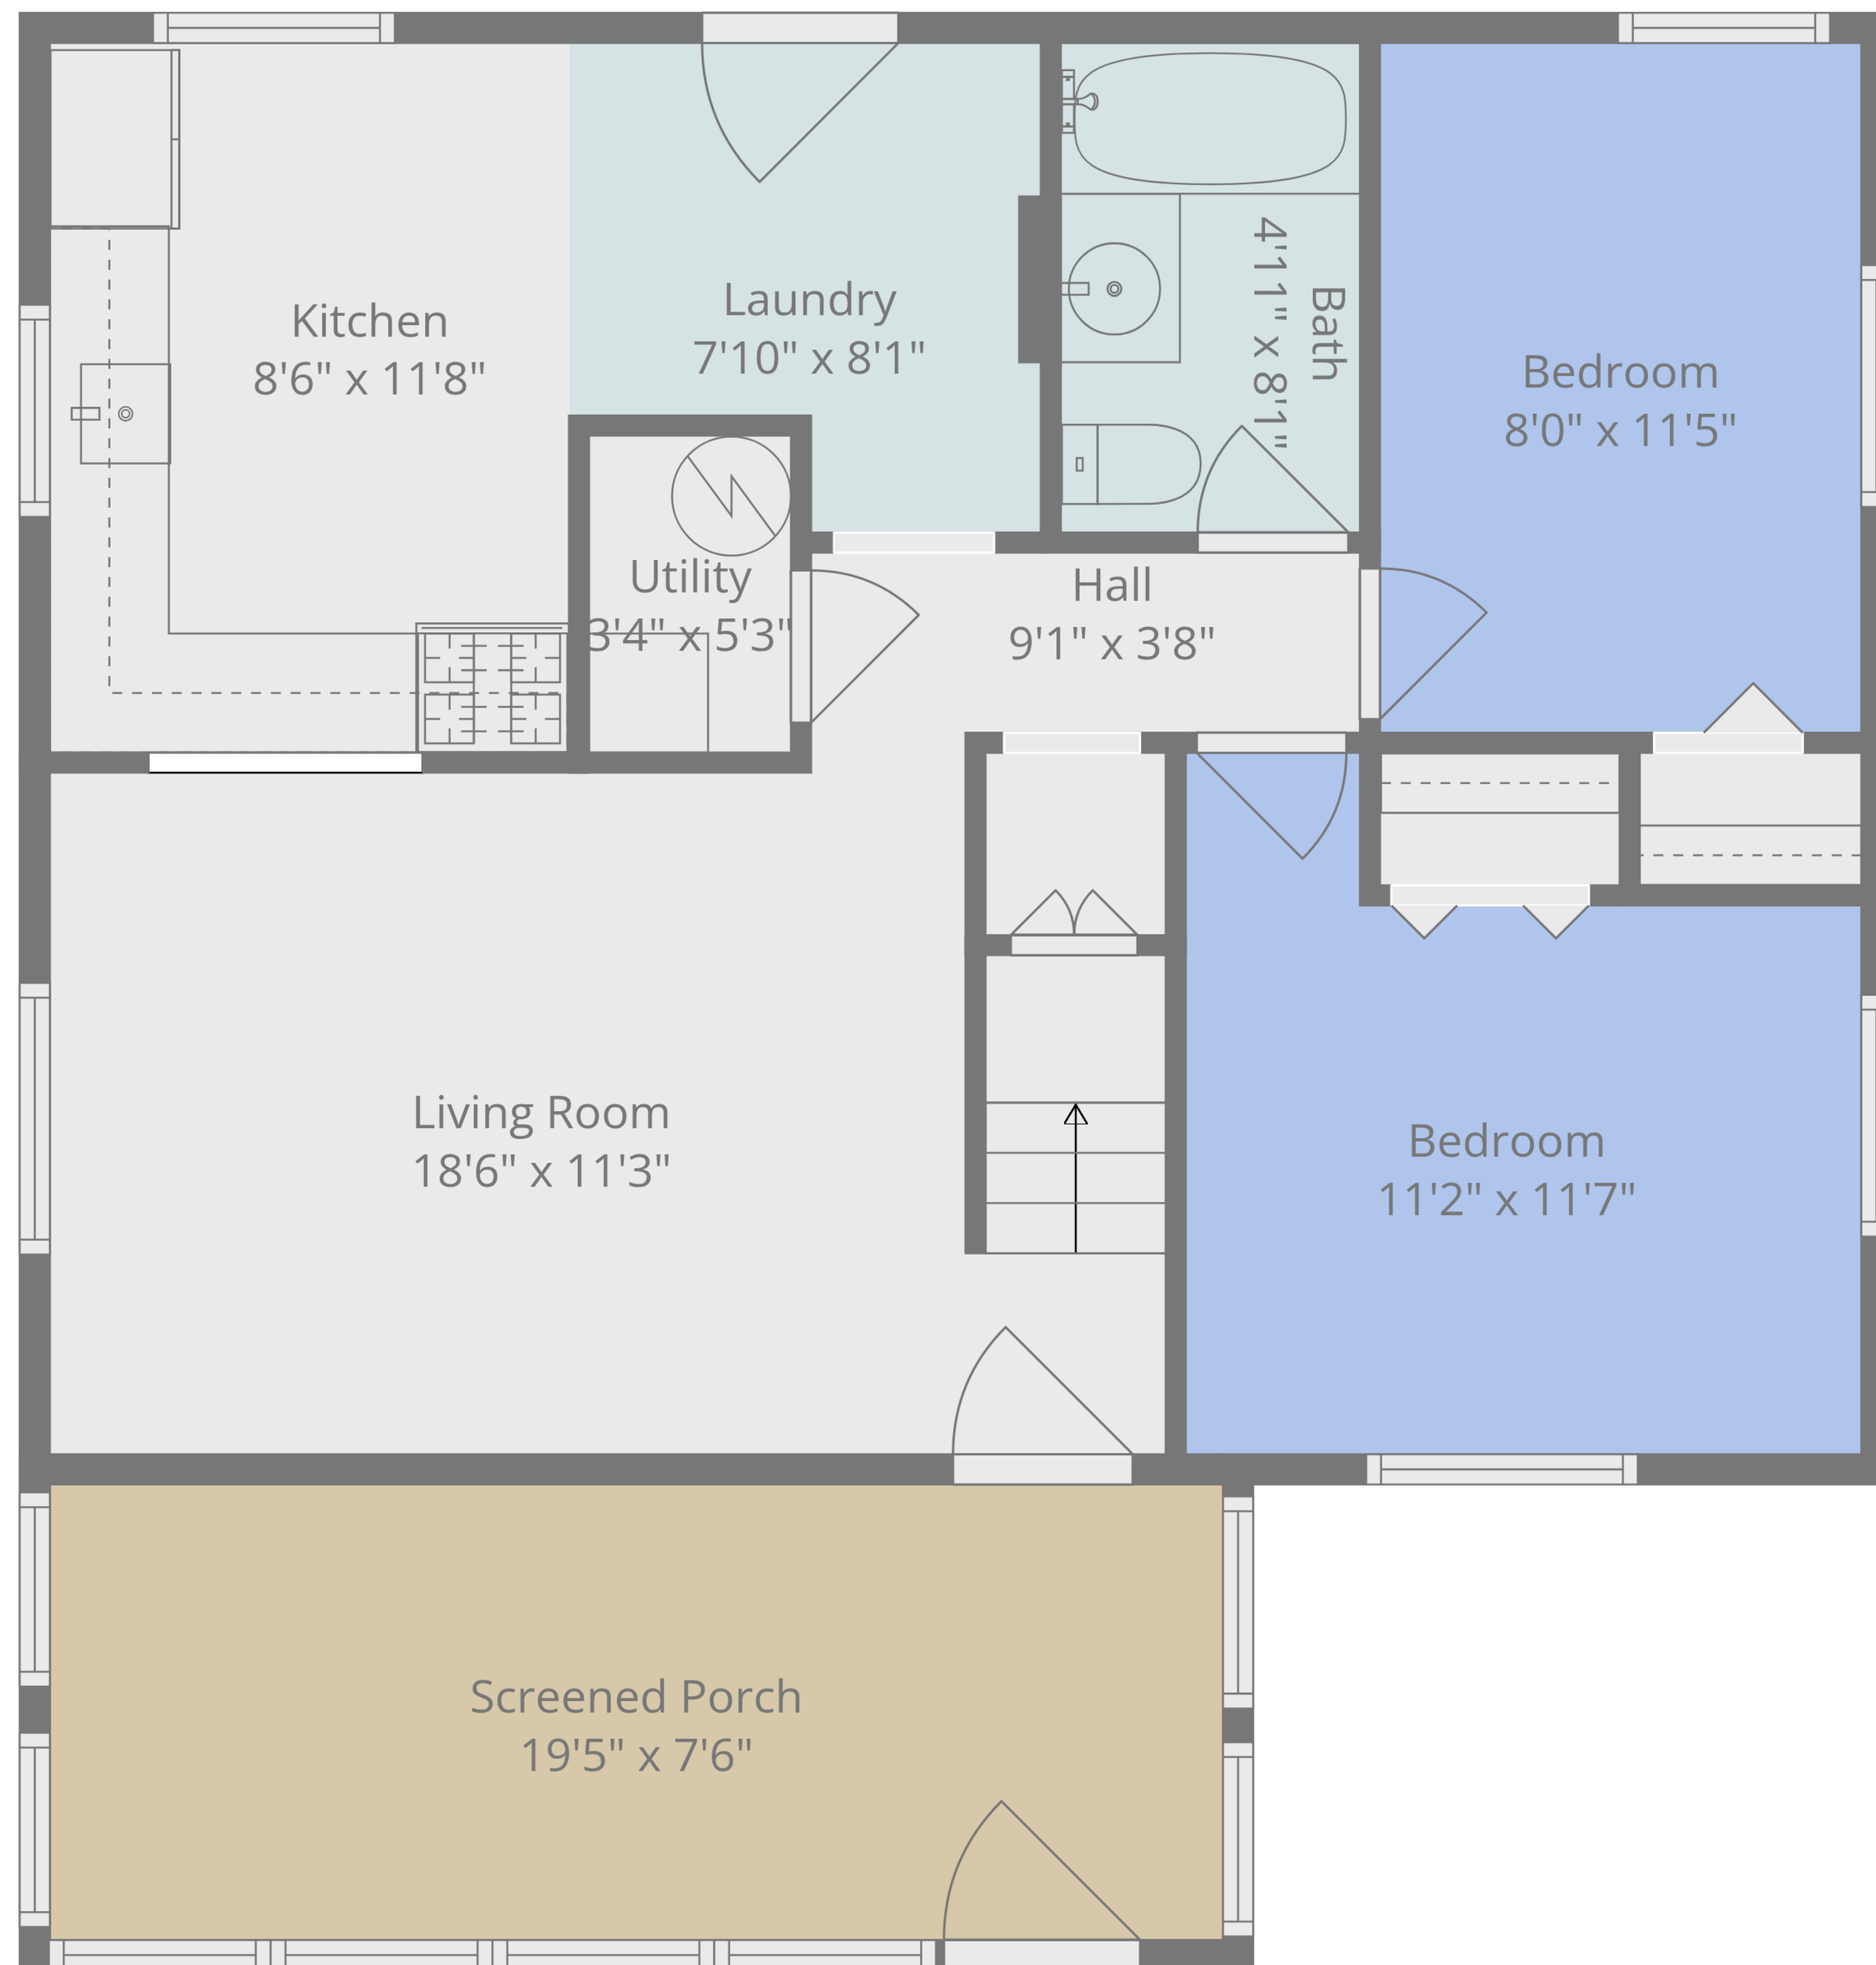 Kitchen
8'6" x 11'8"
Laundry
7'10" x 8'1"
Bath
4'11" x 8'1"
Bedroom
8'0" x 11'5"
Utility
3'4" x 5'3"
Hall
9'1" x 3'8"
Living Room
18'6" x 11'3"
Bedroom
11'2" x 11'7"
Screened Porch
19'5" x 7'6"